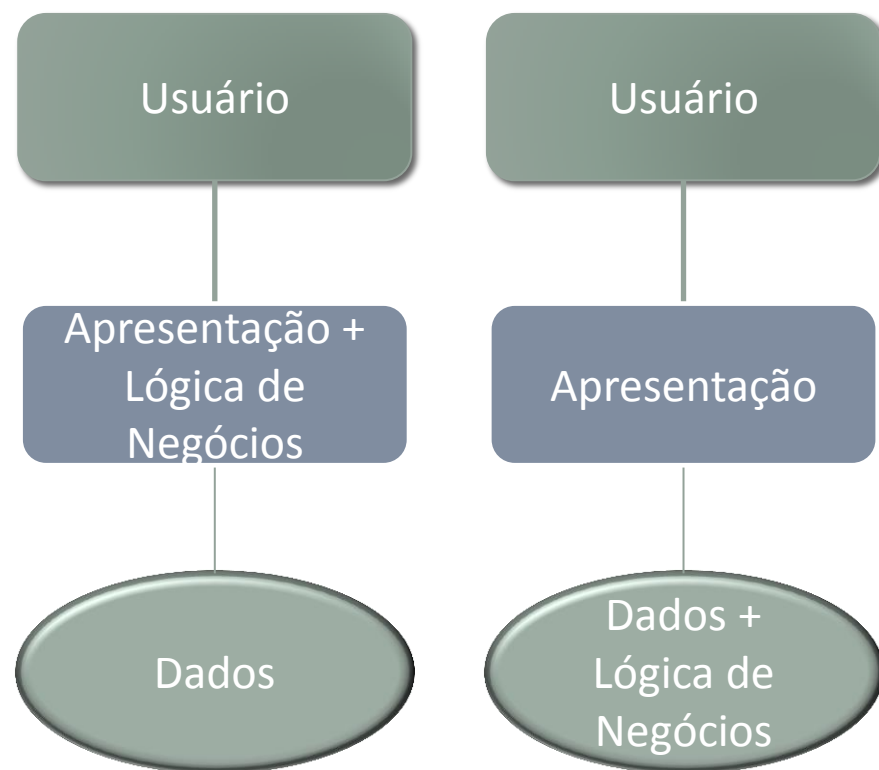 Usuário
Apresentação +
Lógica de
Negócios
Dados
Usuário
Apresentação
Dados +
Lógica de
Negócios